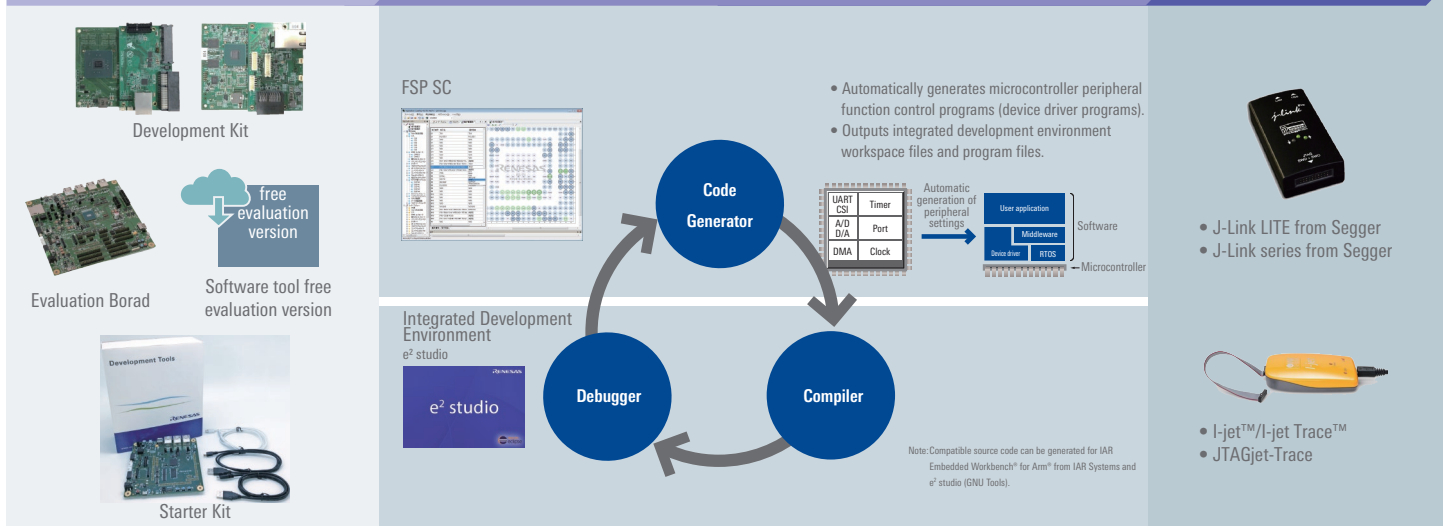 Development Kit
free
evaluation
version
Evaluation Borad
Software tool free
evaluation version
Development Tools
RENESAS
Starter Kit
FSP SC
RENESAS
Code
Generator
• Automatically generates microcontroller peripheral
function control programs (device driver programs).
• Outputs integrated development environment
workspace files and program files.
UART
CSI
Timer
A/D
D/A
Port
DMA
Clock
Automatic
generation of
peripheral
settings
User application
Middleware
Device driver
RTOS
Software
Microcontroller
Integrated Development
Environment
e² studio
RENESAS
e² studio
Debugger
Compiler
Note: Compatible source code can be generated for IAR
Embedded Workbench® for Arm® from IAR Systems and
e² studio (GNU Tools).
J-Link
• J-Link LITE from Segger
• J-Link series from Segger
• I-jet™/I-jet Trace™
• JTAGjet-Trace